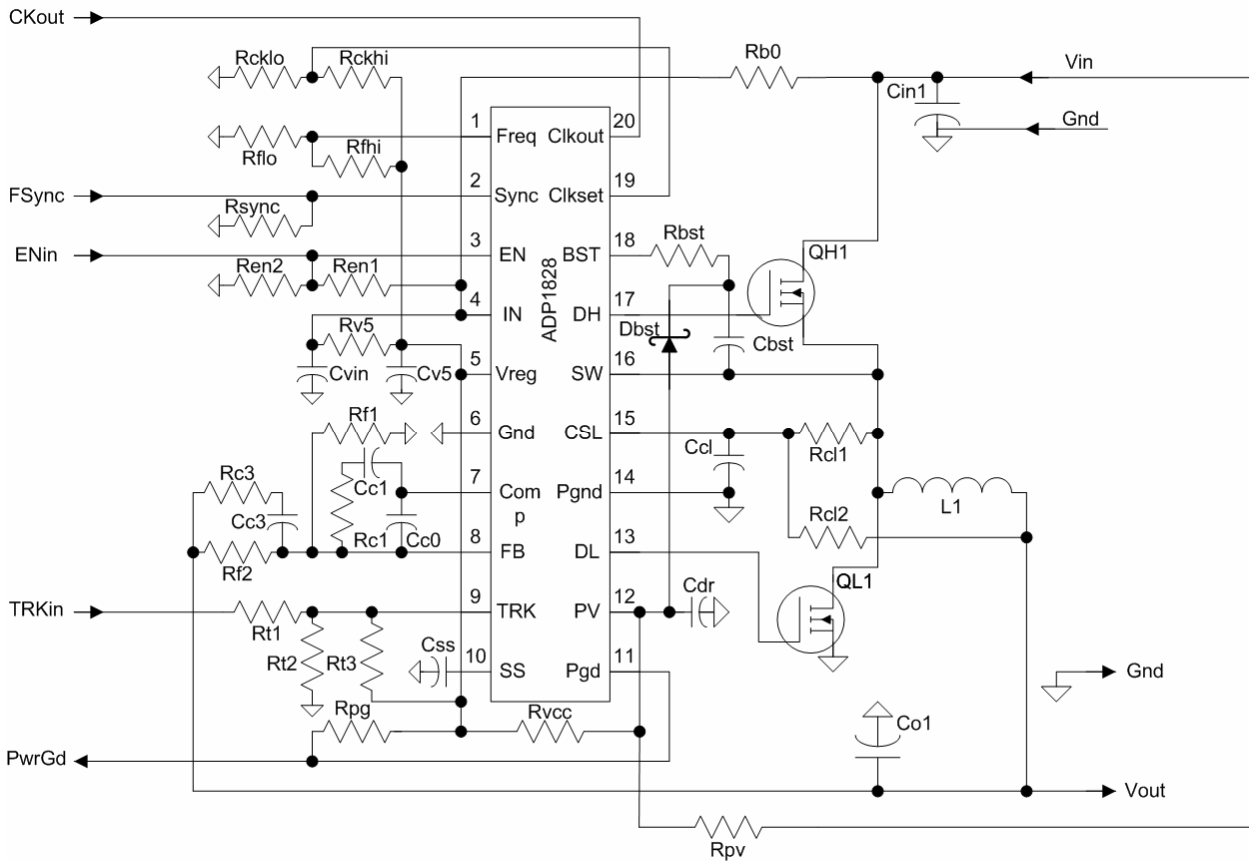 CKout
Rcklo
Rckhi
Rb0
Vin
Cin1
Gnd
1
Freq
Clkout
20
Rflo
Rfhi
FSync
2
Sync
Clkset
19
Rsync
ENin
3
EN
BST
18
Rbst
QH1
Ren2
Ren1
4
IN
ADP1828
DH
17
Dbst
Cbst
Rv5
Cvin
Cv5
5
Vreg
SW
16
Rf1
6
Gnd
CSL
15
Ccl
Rcl1
Rc3
Cc1
7
Com
p
Pgnd
14
L1
Cc3
Rc1
Cc0
Rcl2
Rf2
8
FB
DL
13
QL1
Cdr
TRKin
Rt1
9
TRK
PV
12
Rt2
Rt3
Css
10
SS
Pgd
11
Gnd
Rpg
Rvcc
Co1
PwrGd
Vout
Rpv